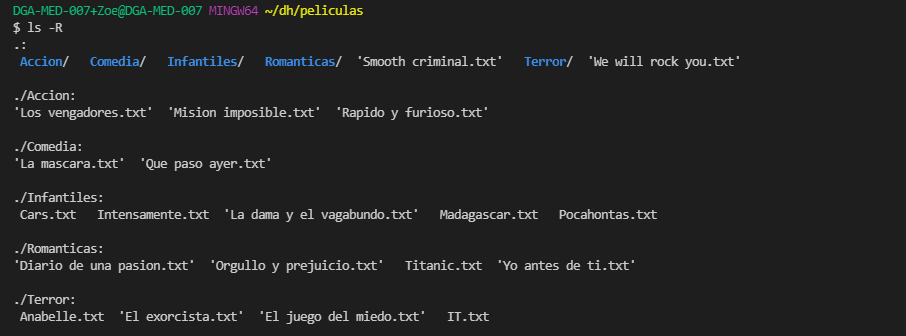 DGA-MED-007+Zoe@DGA-MED-007 MINGW64 ~/dh/peliculas
$ ls -R
.:
 Accion/   Comedia/   Infantiles/   Romanticas/  'Smooth criminal.txt'   Terror/  'We will rock you.txt'

./Accion:
'Los vengadores.txt'  'Mision imposible.txt'  'Rapido y furioso.txt'

./Comedia:
'La mascara.txt'  'Que paso ayer.txt'

./Infantiles:
 Cars.txt   Intensamente.txt  'La dama y el vagabundo.txt'   Madagascar.txt   Pocahontas.txt

./Romanticas:
'Diario de una pasion.txt'  'Orgullo y prejuicio.txt'   Titanic.txt  'Yo antes de ti.txt'

./Terror:
 Anabelle.txt  'El exorcista.txt'  'El juego del miedo.txt'   IT.txt